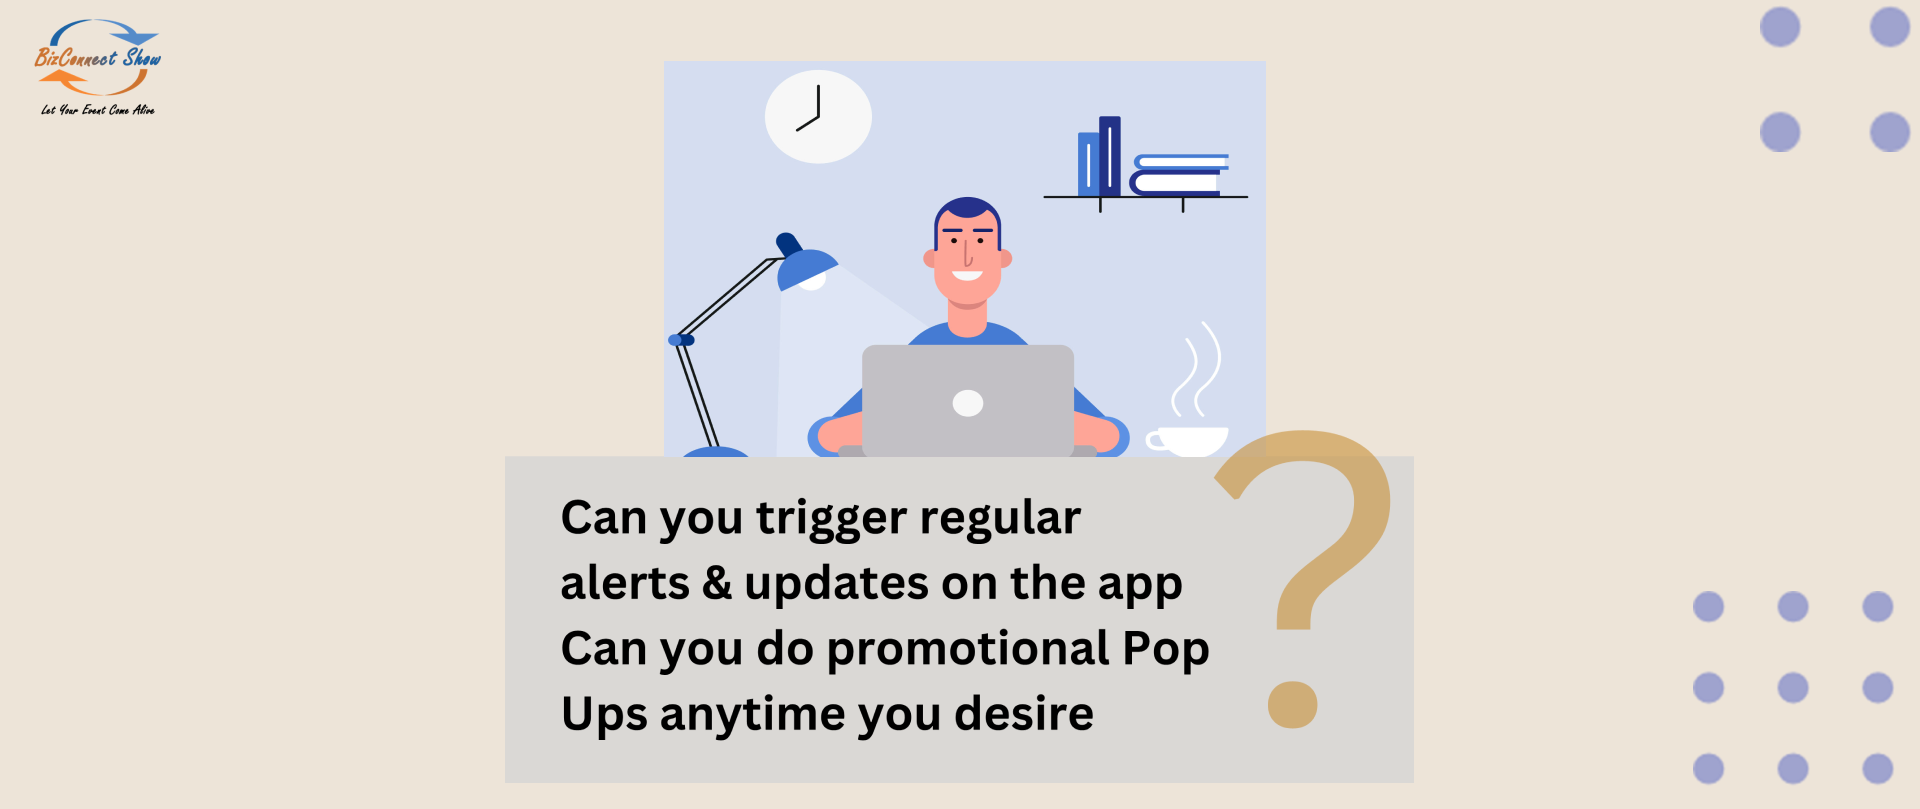 BizConnect Show
Let Your Event Come Alive
Can you trigger regular
alerts & updates on the app
Can you do promotional Pop
Ups anytime you desire
?